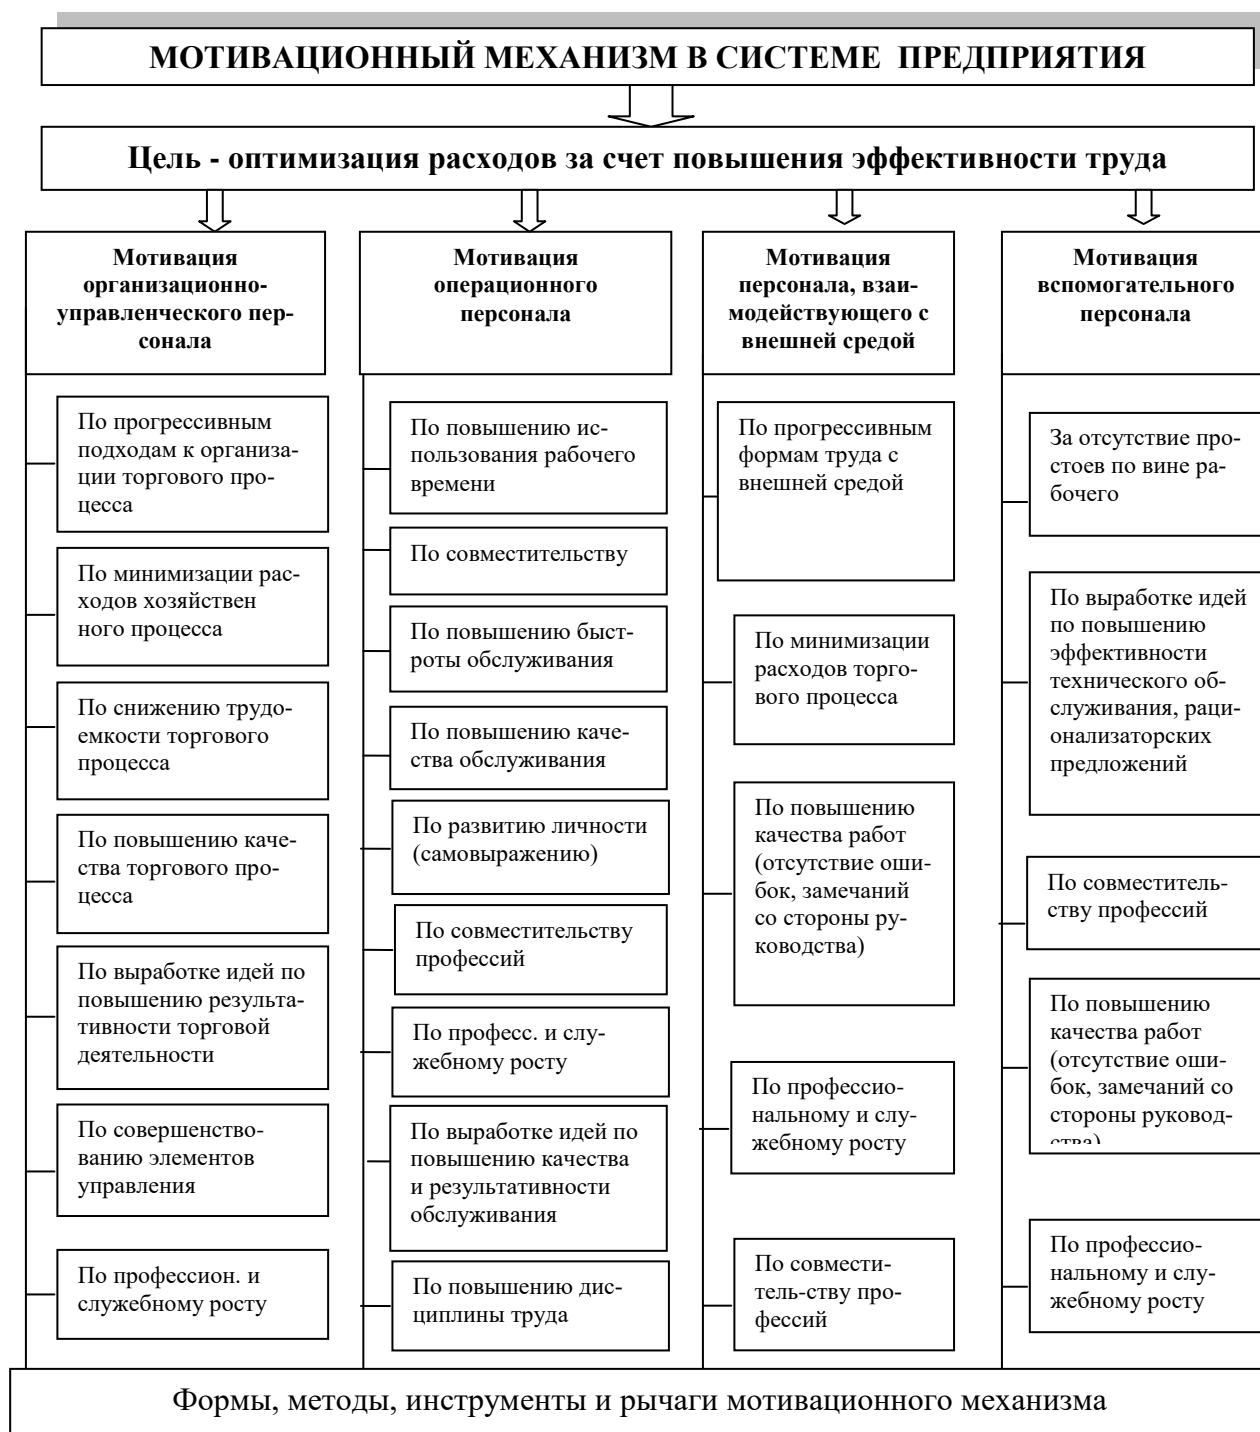 МОТИВАЦИОННЫЙ МЕХАНИЗМ В СИСТЕМЕ ПРЕДПРИЯТИЯ
Цель - оптимизация расходов за счет повышения эффективности труда
Мотивация
организационно-
управленческого пер-
сонала
По прогрессивным
подходам к организа-
ции торгового про-
цесса
По минимизации рас-
ходов хозяйствен
ного процесса
По снижению трудо-
емкости торгового
процесса
По повышению каче-
ства торгового про-
цесса
По выработке идей по
повышению результа-
тивности торговой
деятельности
По совершенство-
ванию элементов
управления
По профессион. и
служебному росту
Мотивация
операционного
персонала
По повышению ис-
пользования рабочего
времени
По совместительству
По повышению быст-
роты обслуживания
По повышению каче-
ства обслуживания
По развитию личности
(самовыражению)
По совместительству
профессий
По професс. и слу-
жебному росту
По выработке идей по
повышению качества
и результативности
обслуживания
По повышению дис-
циплины труда
Мотивация
персонала, взаи-
модействующего с
внешней средой
По прогрессивным
формам труда с
внешней средой
По минимизации
расходов торго-
вого процесса
По повышению
качества работ
(отсутствие оши-
бок, замечаний
со стороны ру-
ководства)
По профессио-
нальному и слу-
жебному росту
По совмести-
тель-ству про-
фессий
Мотивация
вспомогательного
персонала
За отсутствие про-
стоев по вине ра-
бочего
По выработке идей
по повышению
эффективности
технического об-
служивания, раци-
онализаторских
предложений
По совместитель-
ству профессий
По повышению
качества работ
(отсутствие оши-
бок, замечаний со
стороны руковод-
ства)
По профессио-
нальному и слу-
жебному росту
Формы, методы, инструменты и рычаги мотивационного механизма